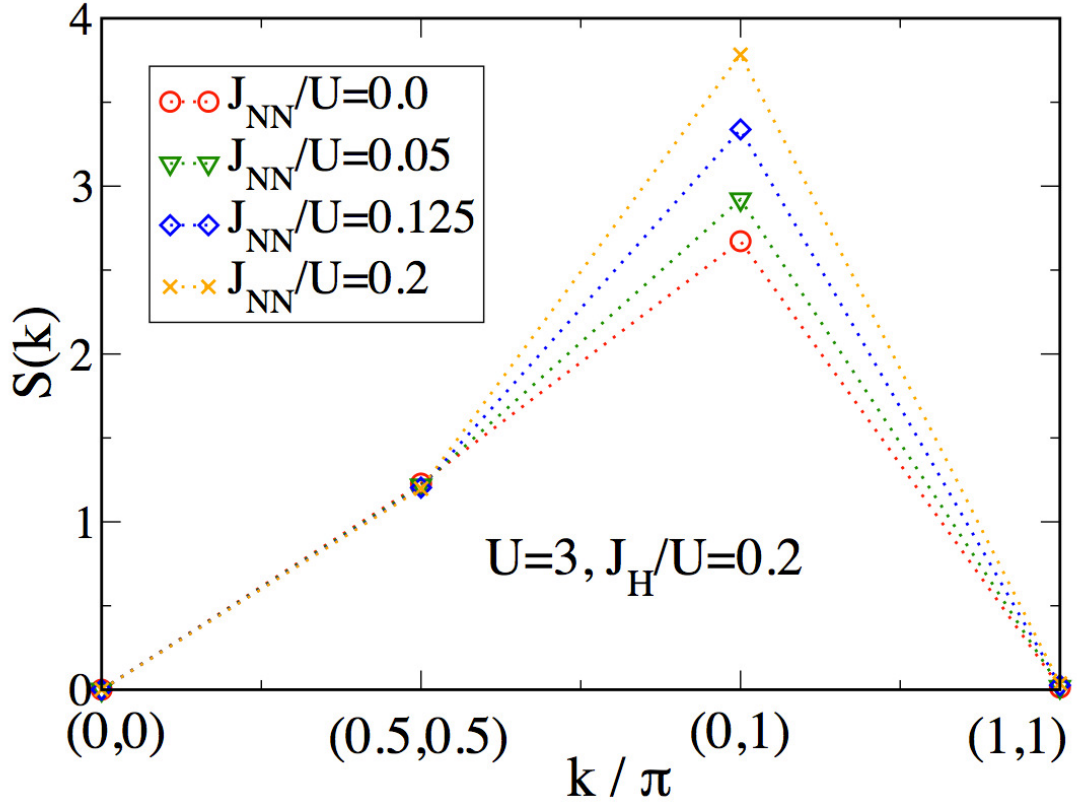 4
3
2
1
0
S(k)
J_NN/U=0.0
J_NN/U=0.05
J_NN/U=0.125
J_NN/U=0.2
U=3, J_H/U=0.2
(0,0) (0.5,0.5) (0,1) (1,1)
k / π